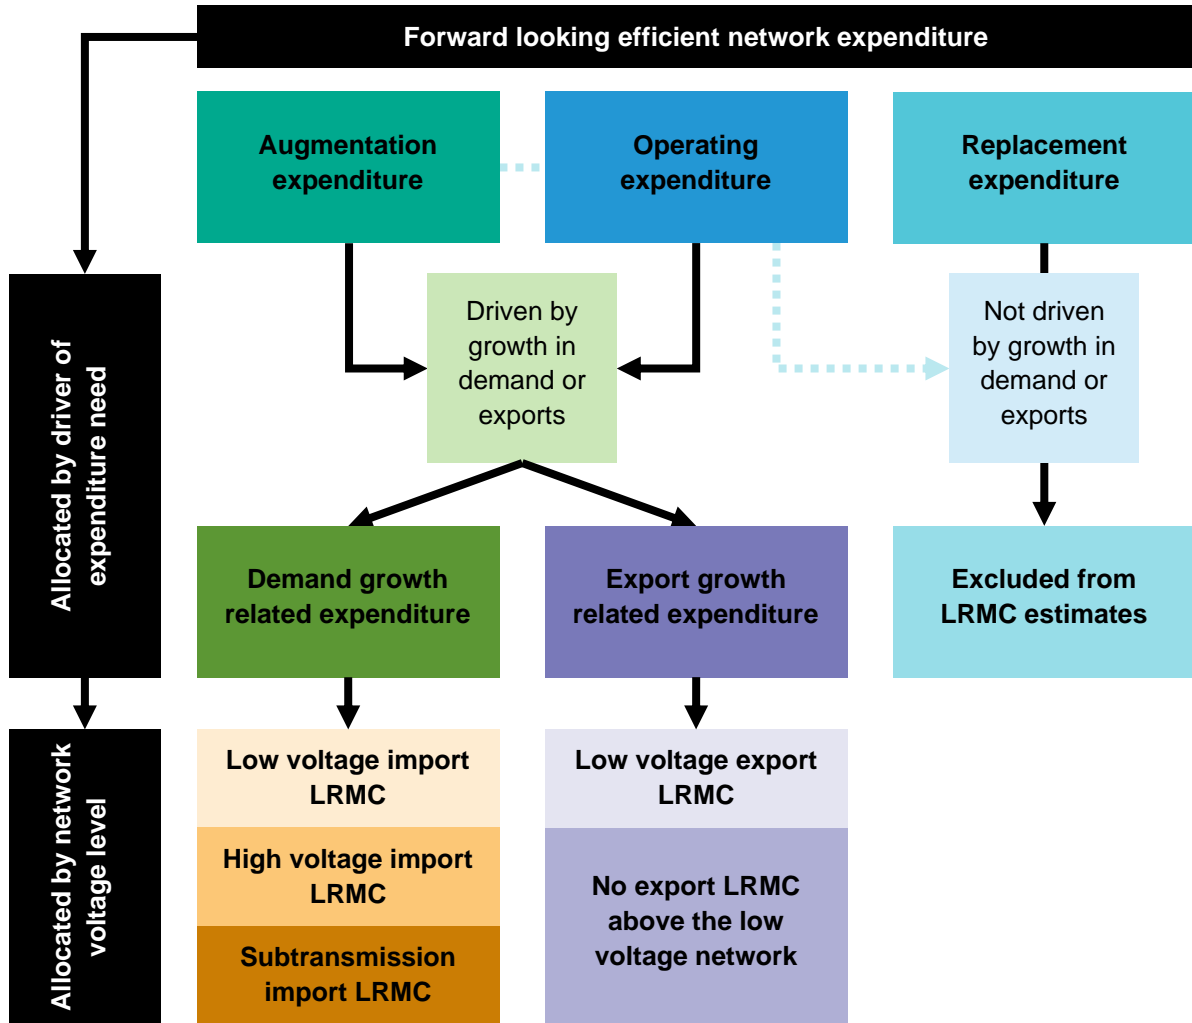 Forward looking efficient network expenditure
Augmentation
expenditure
Operating
expenditure
Replacement
expenditure
Allocated by driver of
expenditure need
Driven by
growth in
demand or
exports
Not driven
by growth in
demand or
exports
Demand growth
related expenditure
Export growth
related expenditure
Excluded from
LRMC estimates
Allocated by network
voltage level
Low voltage import
LRMC
High voltage import
LRMC
Subtransmission
import LRMC
Low voltage export
LRMC
No export LRMC
above the low
voltage network